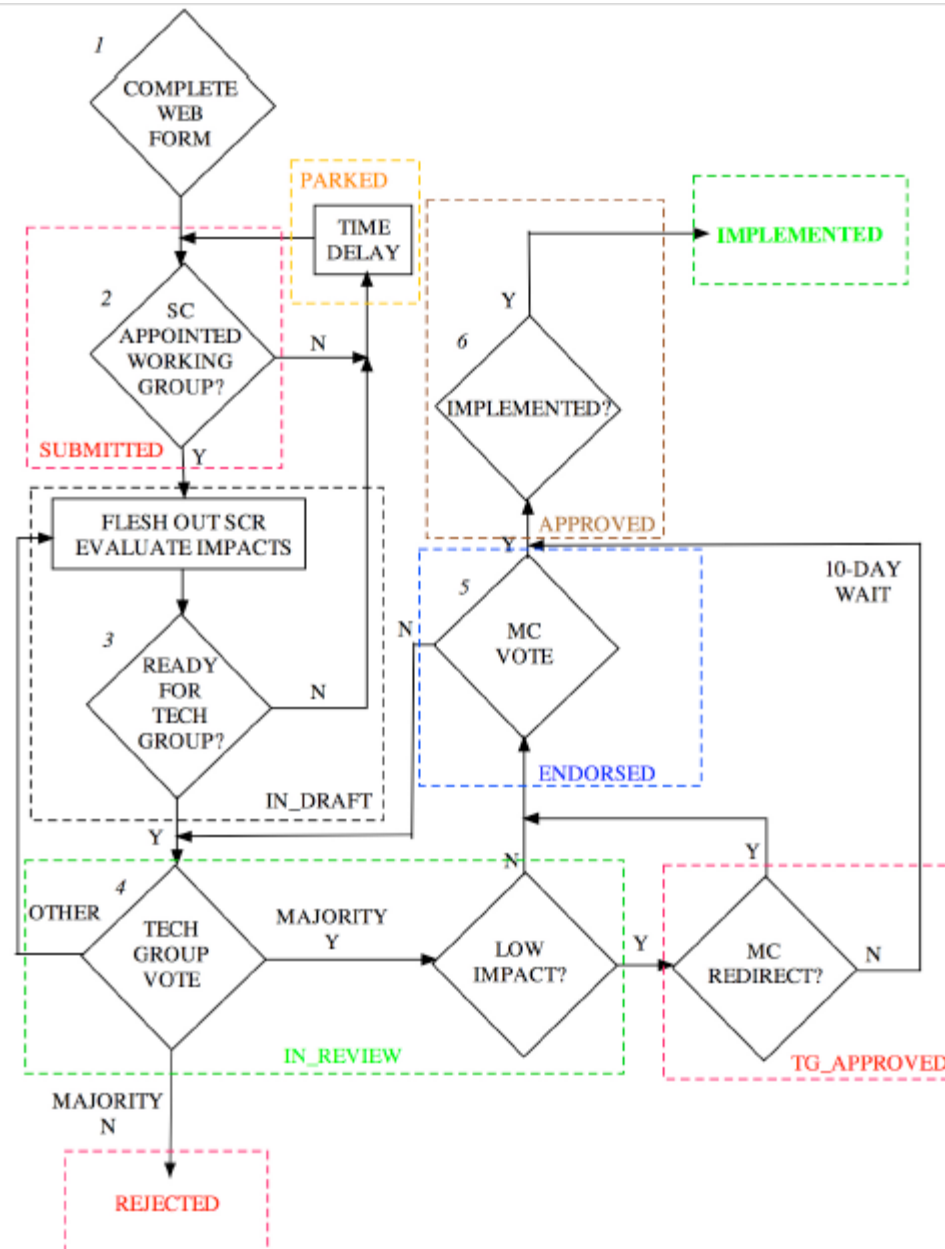 1
COMPLETE
WEB
FORM
PARKED
TIME
DELAY
2
SC
APPOINTED
WORKING
GROUP?
N
SUBMITTED
Y
FLESH OUT SCR
EVALUATE IMPACTS
3
READY
FOR
TECH
GROUP?
N
IN_DRAFT
Y
4
TECH
GROUP
VOTE
OTHER
MAJORITY
Y
IN_REVIEW
MAJORITY
N
REJECTED
LOW
IMPACT?
N
Y
MC
REDIRECT?
Y
N
TG_APPROVED
10-DAY
WAIT
5
MC
VOTE
N
Y
ENDORSED
6
IMPLEMENTED?
Y
APPROVED
IMPLEMENTED